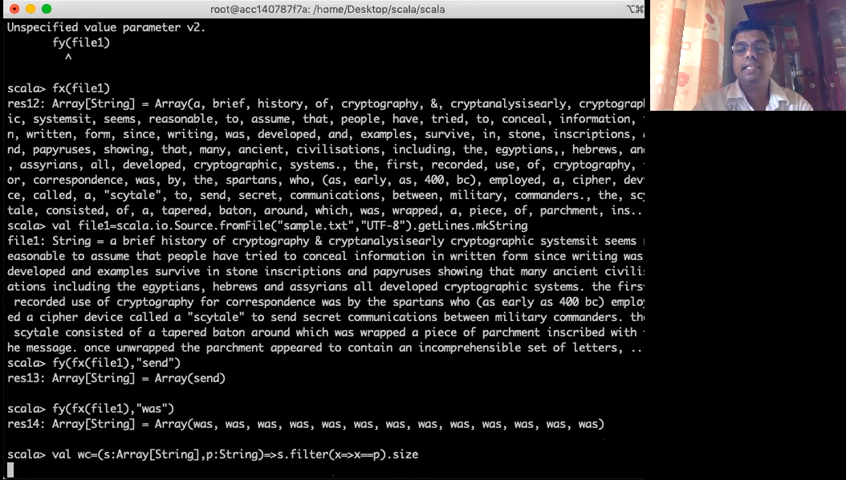 root@acc140787f7a: /home/Desktop/scala/scala
⌥⌘
Unspecified value parameter v2.
fy(file1)
^
scala> fx(file1)
res12: Array[String] = Array(a, brief, history, of, cryptography, &, cryptanalysisearly, cryptograp
ic, systemsit, seems, reasonable, to, assume, that, people, have, tried, to, conceal, information,
n, written, form, since, writing, was, developed, and, examples, survive, in, stone, inscriptions,
nd, papyruses, showing, that, many, ancient, civilisations, including, the, egyptians,, hebrews, an
, assyrians, all, developed, cryptographic, systems., the, first, recorded, use, of, cryptography,
or, correspondence, was, by, the, spartans, who, (as, early, as, 400, bc), employed, a, cipher, dev
ce, called, a, "scytale", to, send, secret, communications, between, military, commanders., the, sc
tale, consisted, of, a, tapered, baton, around, which, was, wrapped, a, piece, of, parchment, ins..
scala> val file1=scala.io.Source.fromFile("sample.txt","UTF-8").getLines.mkString
file1: String = a brief history of cryptography & cryptanalysisearly cryptographic systemsit seems
easonable to assume that people have tried to conceal information in written form since writing was
developed and examples survive in stone inscriptions and papyruses showing that many ancient civili
ations including the egyptians, hebrews and assyrians all developed cryptographic systems. the firs
recorded use of cryptography for correspondence was by the spartans who (as early as 400 bc) emplo
ed a cipher device called a "scytale" to send secret communications between military commanders. th
scytale consisted of a tapered baton around which was wrapped a piece of parchment inscribed with
he message. once unwrapped the parchment appeared to contain an incomprehensible set of letters, ..
scala> fy(fx(file1),"send")
res13: Array[String] = Array(send)
scala> fy(fx(file1),"was")
res14: Array[String] = Array(was, was, was, was, was, was, was, was, was, was, was, was, was)
scala> val wc=(s:Array[String],p:String)=>s.filter(x=>x==p).size